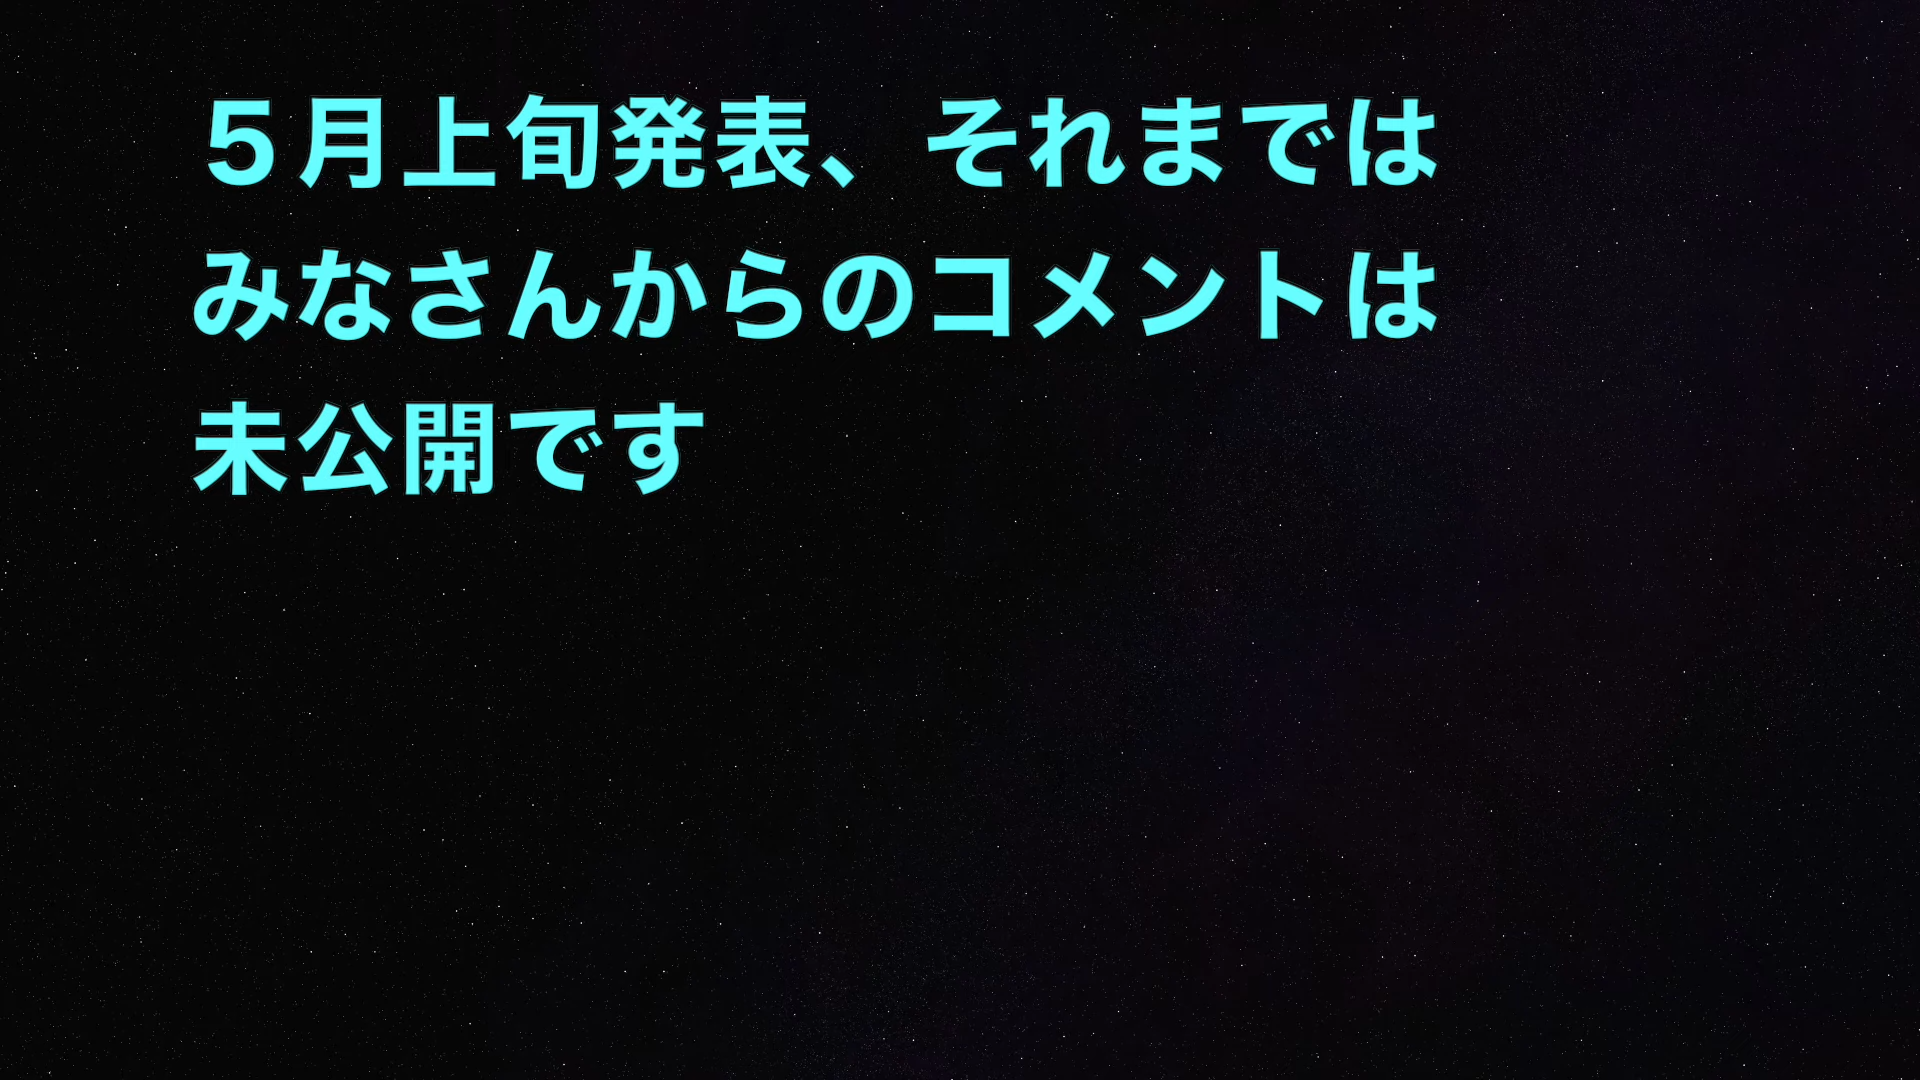 ５月上旬発表、それまでは
みなさんからのコメントは
未公開です